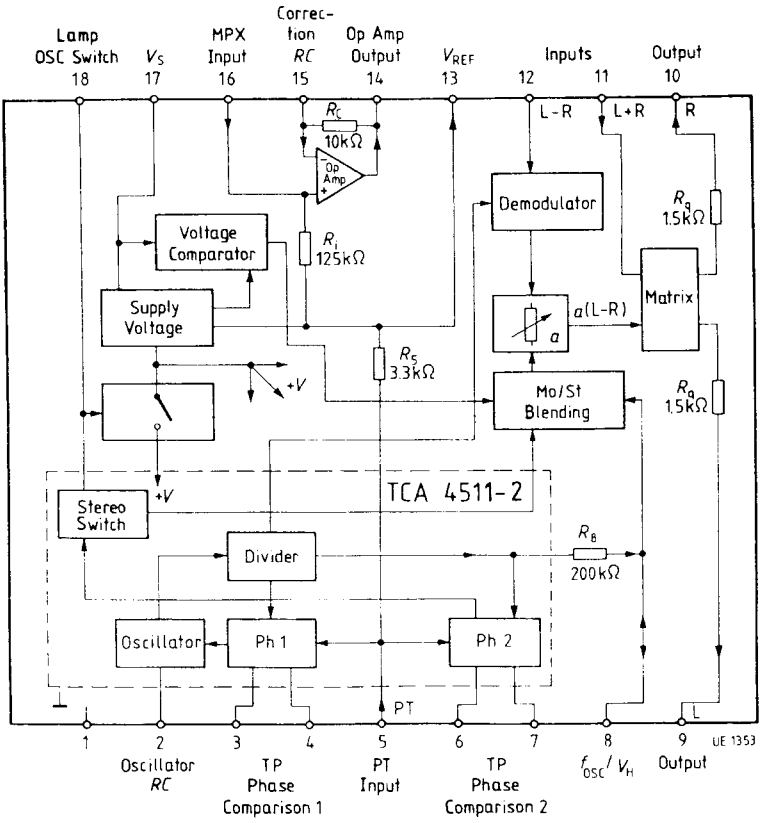 Lamp
OSC Switch
18
V_S
17
MPX
Input
16
Correc-
tion
RC
15
Op Amp
Output
14
V_REF
13
Inputs
12
11
Output
10
L-R
L+R
R
R_C
10kΩ
-
Op
Amp
+
Demodulator
R_q
1.5kΩ
Voltage
Comparator
R_i
125kΩ
Matrix
Supply
Voltage
a
a(L-R)
R_5
3.3kΩ
+V
Mo/St
Blending
R_q
1.5kΩ
+V
TCA 4511-2
Stereo
Switch
Divider
R_8
200kΩ
Oscillator
Ph 1
Ph 2
PT
L
UE 1353
1
2
3
4
5
6
7
8
9
Oscillator
RC
TP
Phase
Comparison 1
PT
Input
TP
Phase
Comparison 2
f_OSC/V_H
Output